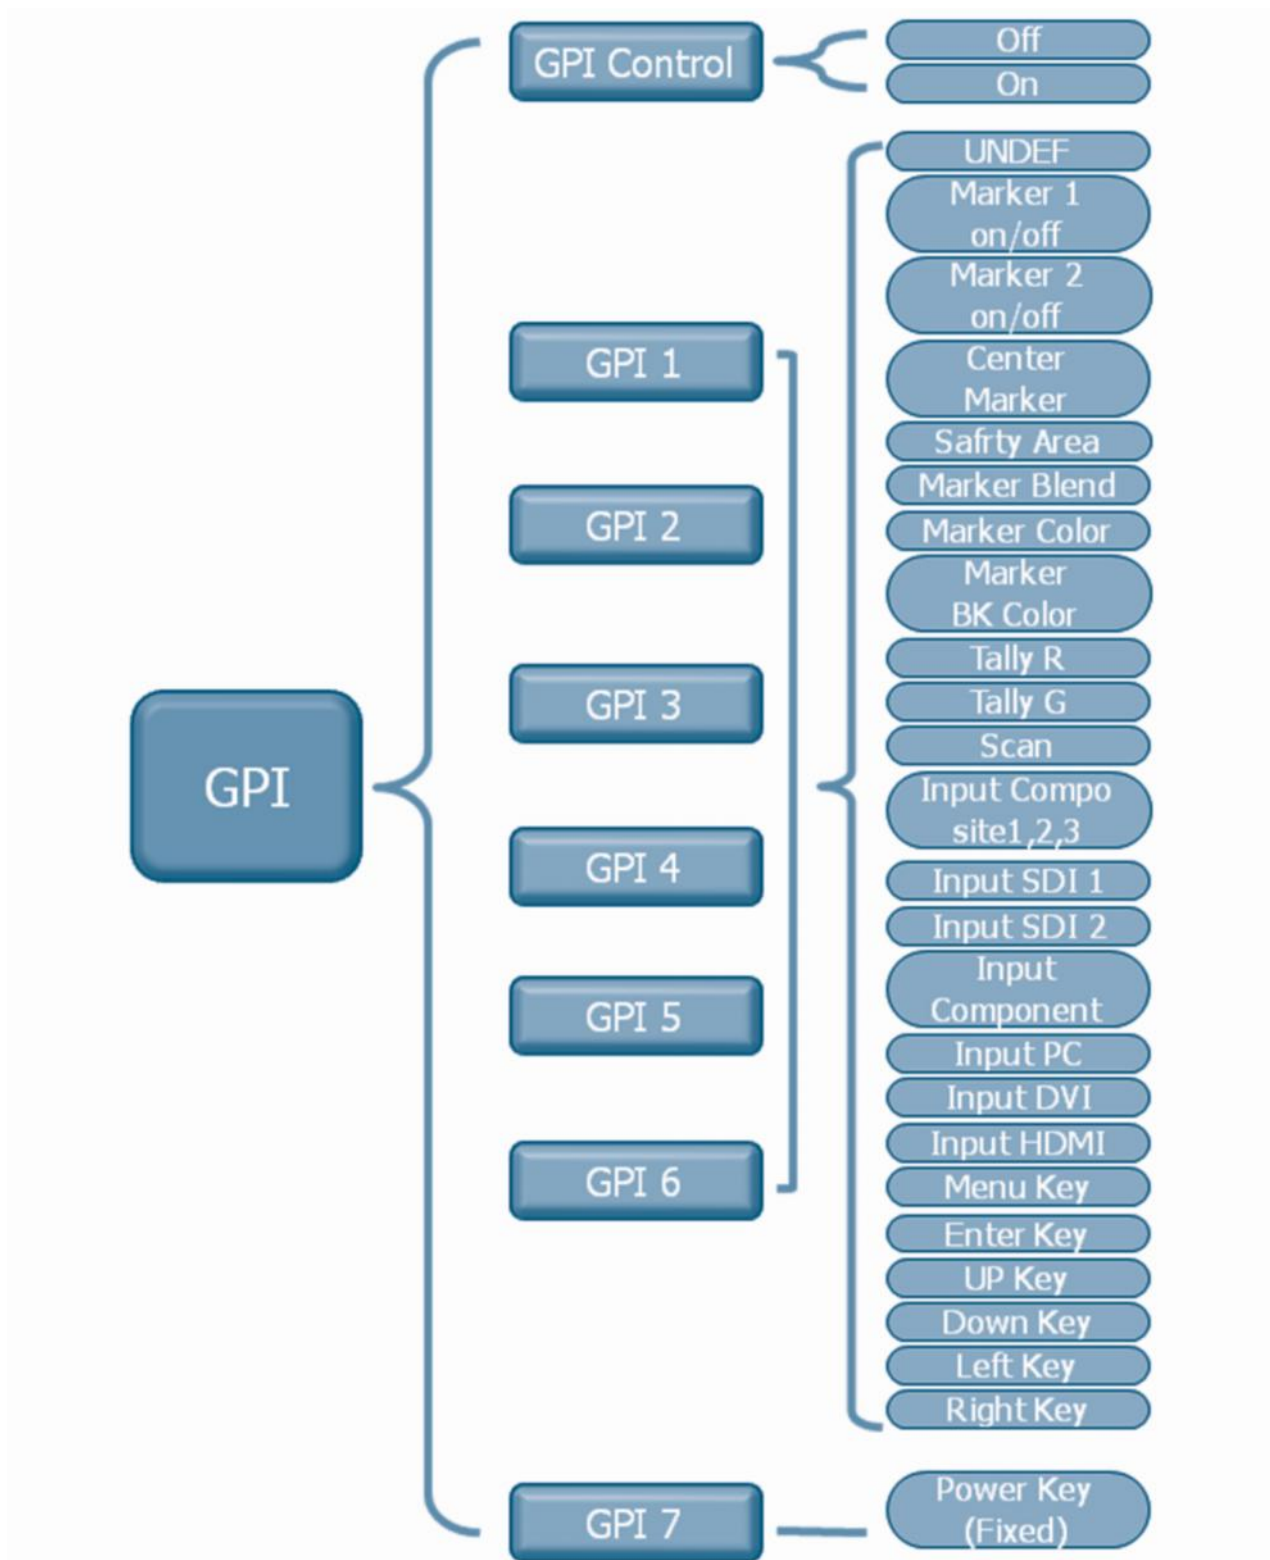 GPI
GPI Control
Off
On
GPI 1
GPI 2
GPI 3
GPI 4
GPI 5
GPI 6
UNDEF
Marker 1
on/off
Marker 2
on/off
Center
Marker
Safrty Area
Marker Blend
Marker Color
Marker
BK Color
Tally R
Tally G
Scan
Input Compo
site1,2,3
Input SDI 1
Input SDI 2
Input
Component
Input PC
Input DVI
Input HDMI
Menu Key
Enter Key
UP Key
Down Key
Left Key
Right Key
GPI 7
Power Key
(Fixed)